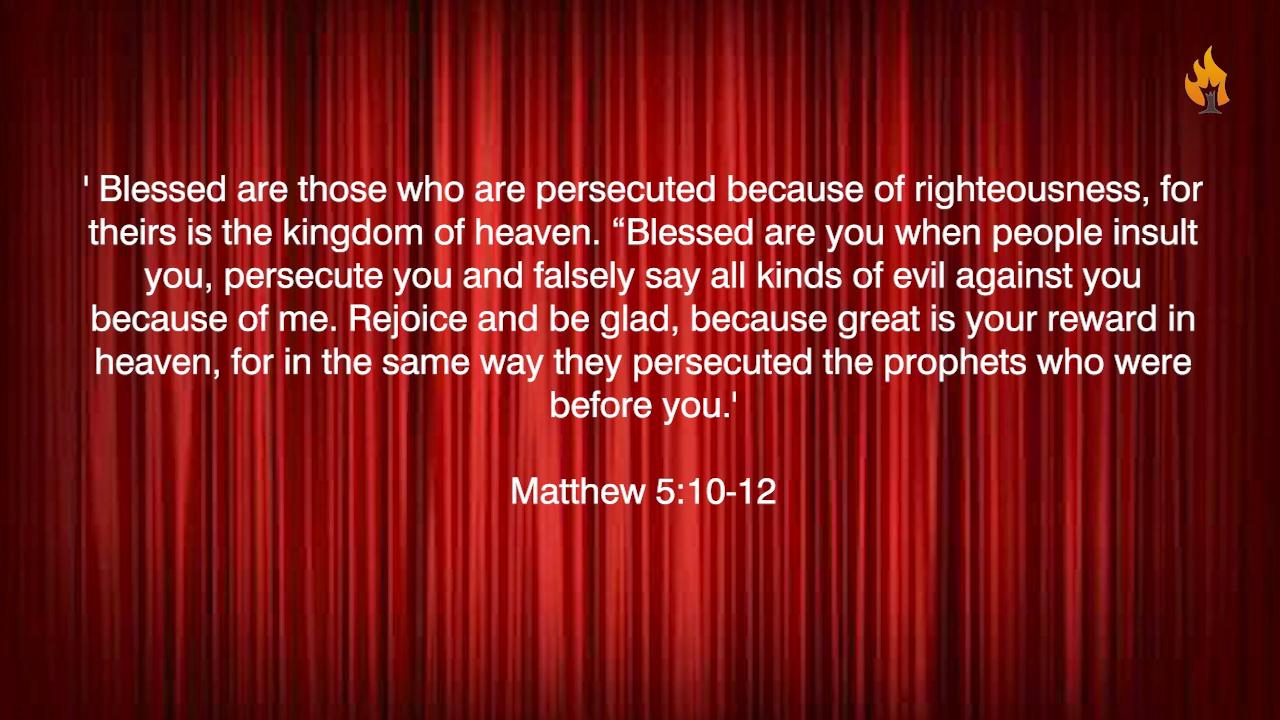 ' Blessed are those who are persecuted because of righteousness, for
theirs is the kingdom of heaven. “Blessed are you when people insult
you, persecute you and falsely say all kinds of evil against you
because of me. Rejoice and be glad, because great is your reward in
heaven, for in the same way they persecuted the prophets who were
before you.'
Matthew 5:10-12